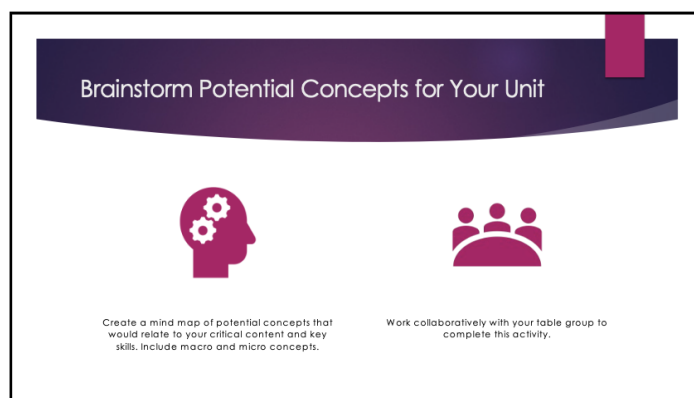 Brainstorm Potential Concepts for Your Unit
Create a mind map of potential concepts that
would relate to your critical content and key
skills. Include macro and micro concepts.
Work collaboratively with your table group to
complete this activity.